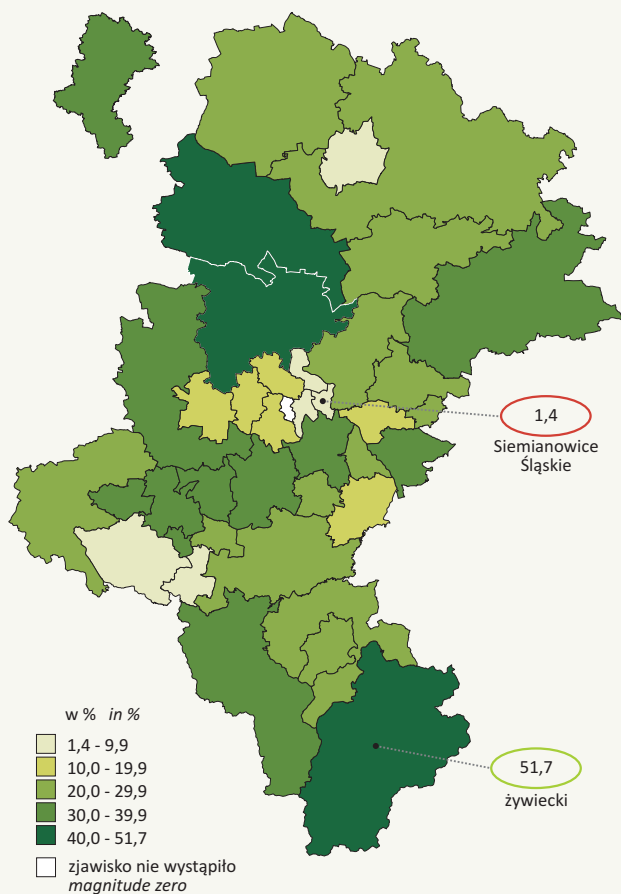 1,4
Siemianowice
Śląskie
51,7
żywiecki
w % in %
1,4 - 9,9
10,0 - 19,9
20,0 - 29,9
30,0 - 39,9
40,0 - 51,7
zjawisko nie wystąpiło
magnitude zero